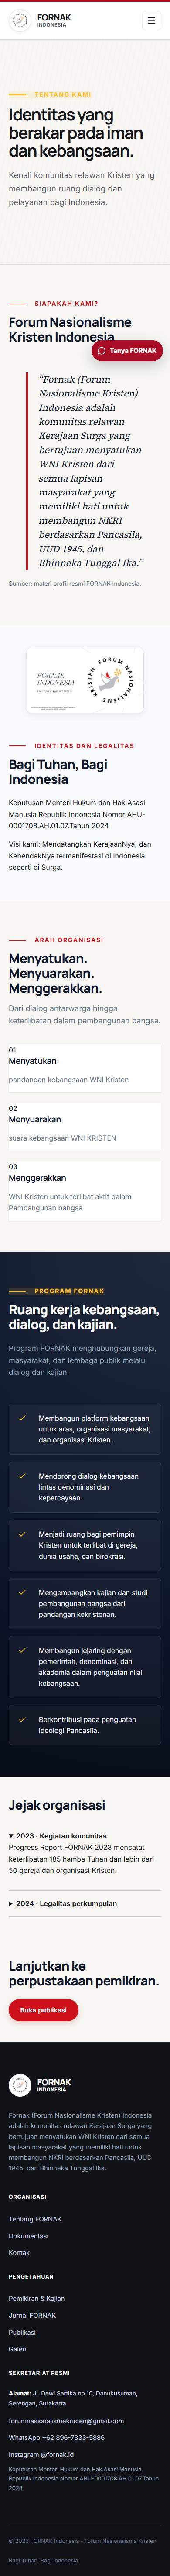 FORNAK
INDONESIA
TENTANG KAMI
Identitas yang
berakar pada iman
dan kebangsaan.
Kenali komunitas relawan Kristen yang
membangun ruang dialog dan
pelayanan bagi Indonesia.
SIAPAKAH KAMI?
Forum Nasionalisme
Kristen Indonesia
Tanya FORNAK
“Fornak (Forum
Nasionalisme Kristen)
Indonesia adalah
komunitas relawan
Kerajaan Surga yang
bertujuan menyatukan
WNI Kristen dari
semua lapisan
masyarakat yang
memiliki hati untuk
membangun NKRI
berdasarkan Pancasila,
UUD 1945, dan
Bhinneka Tunggal Ika.”
Sumber: materi profil resmi FORNAK Indonesia.
FORNAK
INDONESIA
FORUM NASIONALISME KRISTEN
IDENTITAS DAN LEGALITAS
Bagi Tuhan, Bagi
Indonesia
Keputusan Menteri Hukum dan Hak Asasi
Manusia Republik Indonesia Nomor AHU-
0001708.AH.01.07.Tahun 2024
Visi kami: Mendatangkan KerajaanNya, dan
KehendakNya termanifestasi di Indonesia
seperti di Surga.
ARAH ORGANISASI
Menyatukan.
Menyuarakan.
Menggerakkan.
Dari dialog antarwarga hingga
keterlibatan dalam pembangunan bangsa.
01
Menyatukan
pandangan kebangsaan WNI Kristen
02
Menyuarakan
suara kebangsaan WNI KRISTEN
03
Menggerakkan
WNI Kristen untuk terlibat aktif dalam
Pembangunan bangsa
PROGRAM FORNAK
Ruang kerja kebangsaan,
dialog, dan kajian.
Program FORNAK menghubungkan gereja,
masyarakat, dan lembaga publik melalui
dialog dan kajian.
Membangun platform kebangsaan
untuk aras, organisasi masyarakat,
dan organisasi Kristen.
Mendorong dialog kebangsaan
lintas denominasi dan
kepercayaan.
Menjadi ruang bagi pemimpin
Kristen untuk terlibat di gereja,
dunia usaha, dan birokrasi.
Mengembangkan kajian dan studi
pembangunan bangsa dari
pandangan kekristenan.
Membangun jejaring dengan
pemerintah, denominasi, dan
akademia dalam penguatan nilai
kebangsaan.
Berkontribusi pada penguatan
ideologi Pancasila.
Jejak organisasi
2023 · Kegiatan komunitas
Progress Report FORNAK 2023 mencatat
keterlibatan 185 hamba Tuhan dan lebih dari
50 gereja dan organisasi Kristen.
2024 · Legalitas perkumpulan
Lanjutkan ke
perpustakaan pemikiran.
Buka publikasi
FORNAK
INDONESIA
Fornak (Forum Nasionalisme Kristen) Indonesia
adalah komunitas relawan Kerajaan Surga yang
bertujuan menyatukan WNI Kristen dari semua
lapisan masyarakat yang memiliki hati untuk
membangun NKRI berdasarkan Pancasila, UUD
1945, dan Bhinneka Tunggal Ika.
ORGANISASI
Tentang FORNAK
Dokumentasi
Kontak
PENGETAHUAN
Pemikiran & Kajian
Jurnal FORNAK
Publikasi
Galeri
SEKRETARIAT RESMI
Alamat: Jl. Dewi Sartika no 10, Danukusuman,
Serengan, Surakarta
forumnasionalismekristen@gmail.com
WhatsApp +62 896-7333-5886
Instagram @fornak.id
Keputusan Menteri Hukum dan Hak Asasi Manusia
Republik Indonesia Nomor AHU-0001708.AH.01.07.Tahun
2024
© 2026 FORNAK Indonesia - Forum Nasionalisme Kristen
Bagi Tuhan, Bagi Indonesia